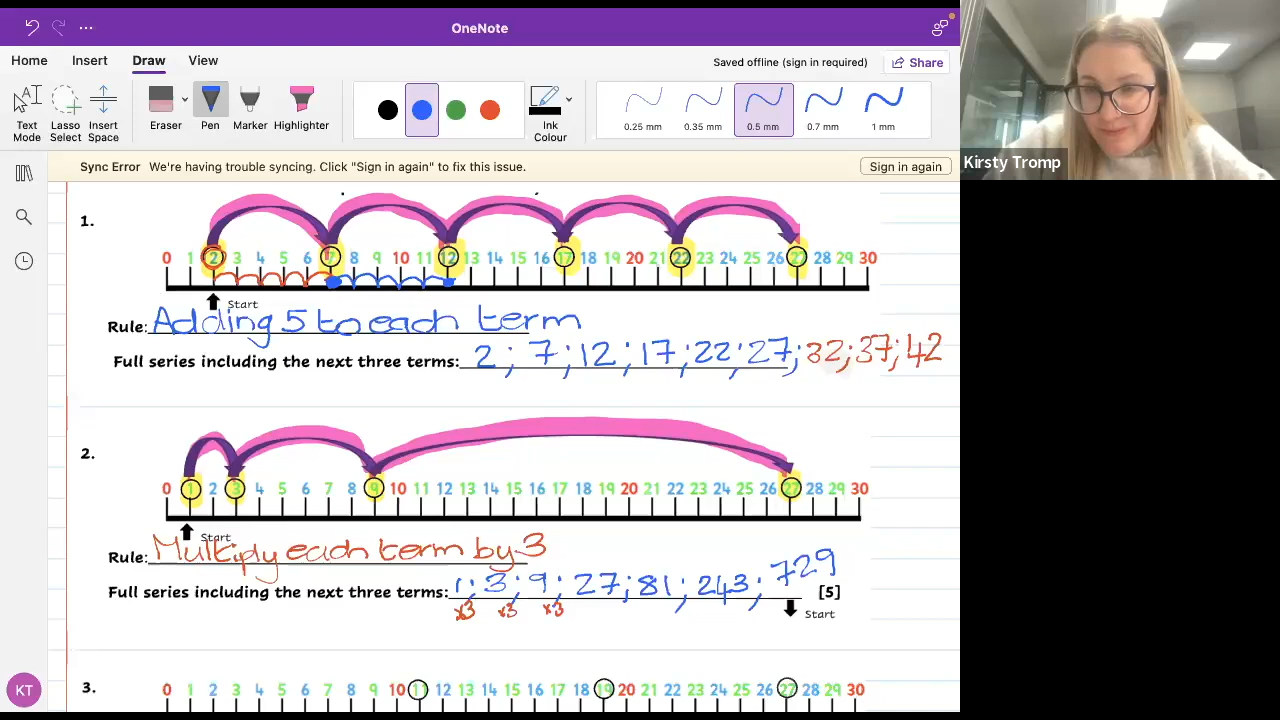 OneNote
Home Insert Draw View
Saved offline (sign in required) Share
Text Mode
Lasso Select
Insert Space
Eraser
Pen
Marker
Highlighter
Ink Colour
0.25 mm 0.35 mm 0.5 mm 0.7 mm 1 mm
Kirsty Tromp
Sync Error We're having trouble syncing. Click "Sign in again" to fix this issue. Sign in again
1.
0 1 2 3 4 5 6 7 8 9 10 11 12 13 14 15 16 17 18 19 20 21 22 23 24 25 26 27 28 29 30
Start
Rule: Adding 5 to each term
Full series including the next three terms: 2 ; 7 ; 12 ; 17 ; 22 ; 27 ; 32 ; 37 ; 42
2.
0 1 2 3 4 5 6 7 8 9 10 11 12 13 14 15 16 17 18 19 20 21 22 23 24 25 26 27 28 29 30
Start
Rule: Multiply each term by 3
Full series including the next three terms: 1 ; 3 ; 9 ; 27 ; 81 ; 243 ; 729 [5]
x3 x3 x3
Start
3.
0 1 2 3 4 5 6 7 8 9 10 11 12 13 14 15 16 17 18 19 20 21 22 23 24 25 26 27 28 29 30
KT